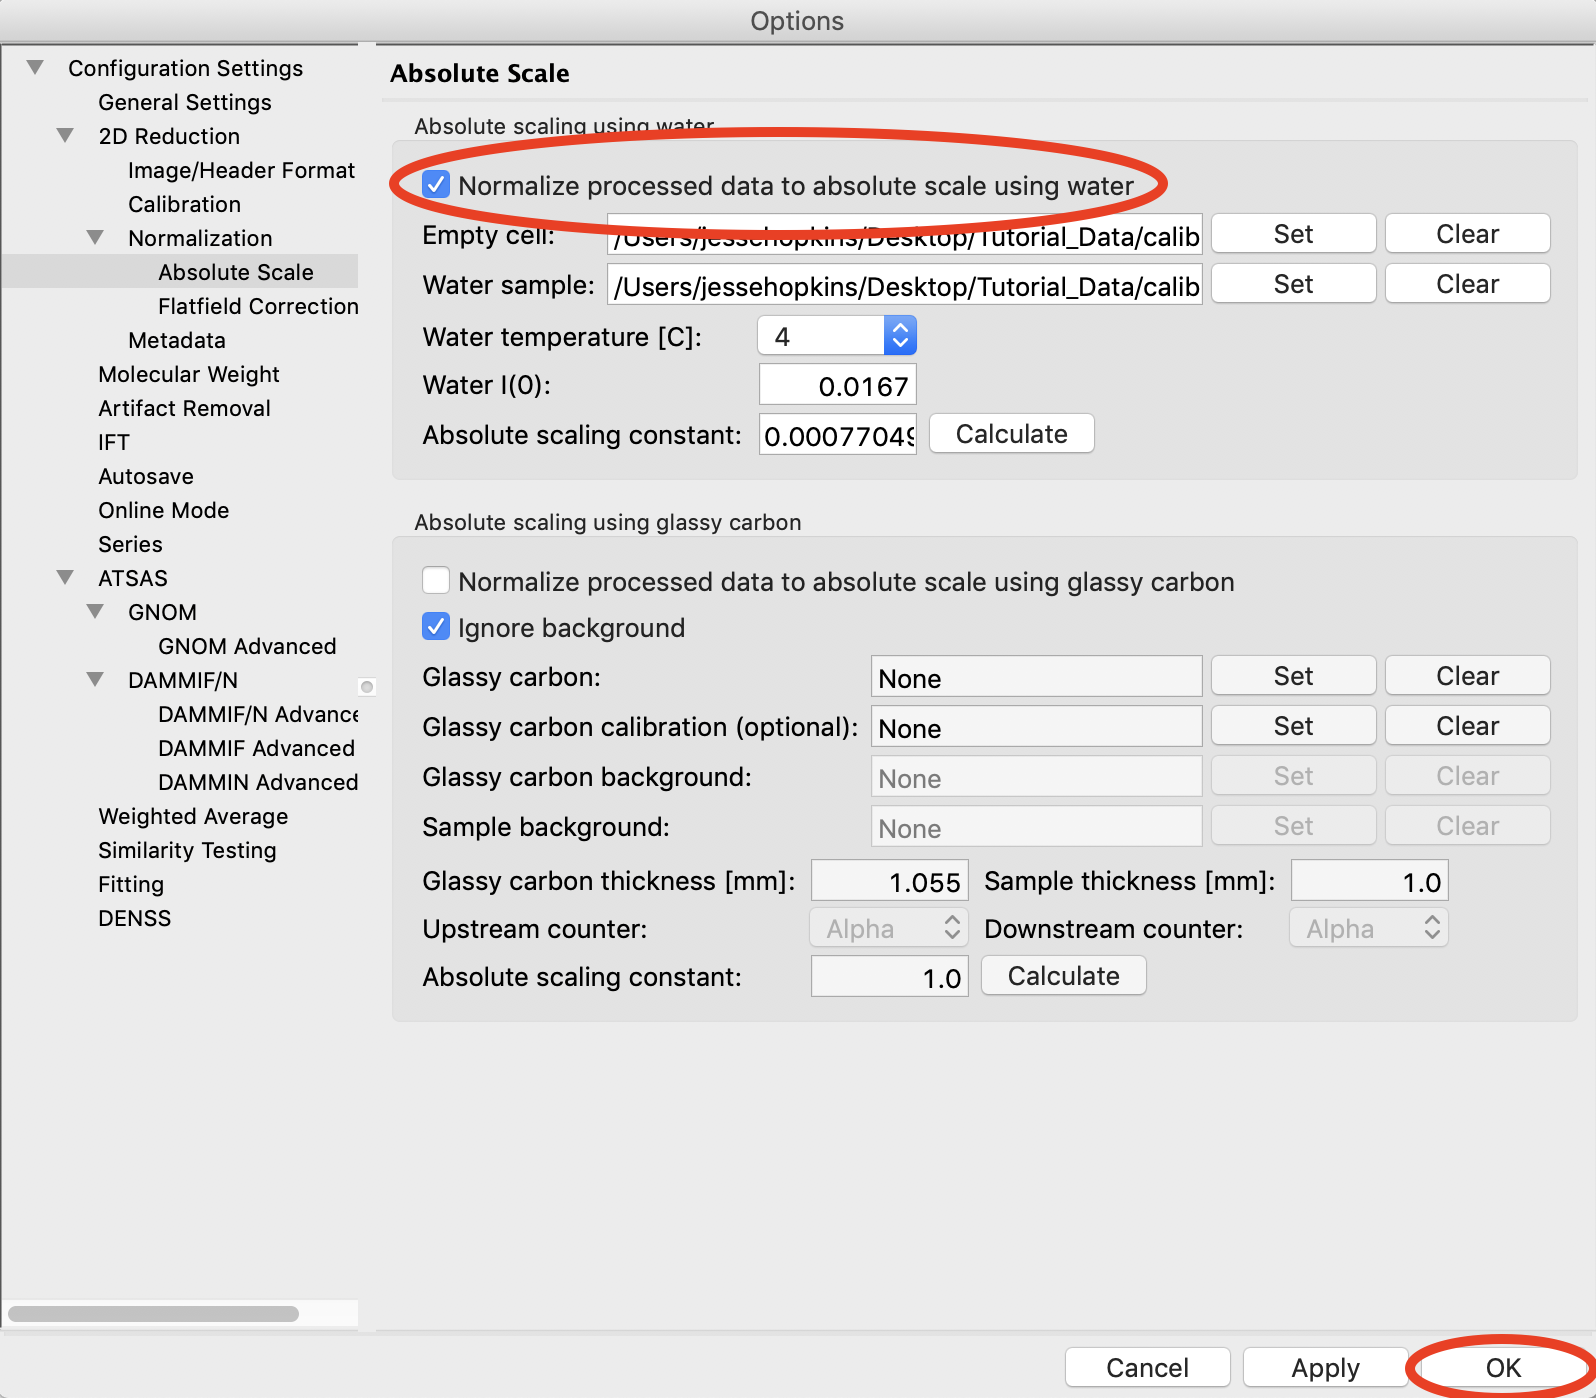 Options
Configuration Settings
General Settings
2D Reduction
Image/Header Format
Calibration
Normalization
Absolute Scale
Flatfield Correction
Metadata
Molecular Weight
Artifact Removal
IFT
Autosave
Online Mode
Series
ATSAS
GNOM
GNOM Advanced
DAMMIF/N
DAMMIF/N Advance
DAMMIF Advanced
DAMMIN Advanced
Weighted Average
Similarity Testing
Fitting
DENSS
Absolute Scale
Absolute scaling using water
Normalize processed data to absolute scale using water
Empty cell: /Users/jessehopkins/Desktop/Tutorial_Data/calib Set Clear
Water sample: /Users/jessehopkins/Desktop/Tutorial_Data/calib Set Clear
Water temperature [C]: 4
Water I(0): 0.0167
Absolute scaling constant: 0.00077049 Calculate
Absolute scaling using glassy carbon
Normalize processed data to absolute scale using glassy carbon
Ignore background
Glassy carbon: None Set Clear
Glassy carbon calibration (optional): None Set Clear
Glassy carbon background: None Set Clear
Sample background: None Set Clear
Glassy carbon thickness [mm]: 1.055 Sample thickness [mm]: 1.0
Upstream counter: Alpha Downstream counter: Alpha
Absolute scaling constant: 1.0 Calculate
Cancel Apply OK